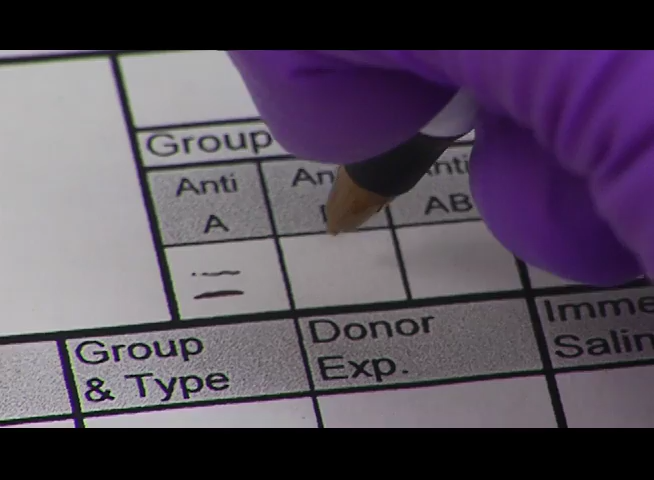 Group
Anti
A
Anti
AB
Group
& Type
Donor
Exp.
Imme
Salin